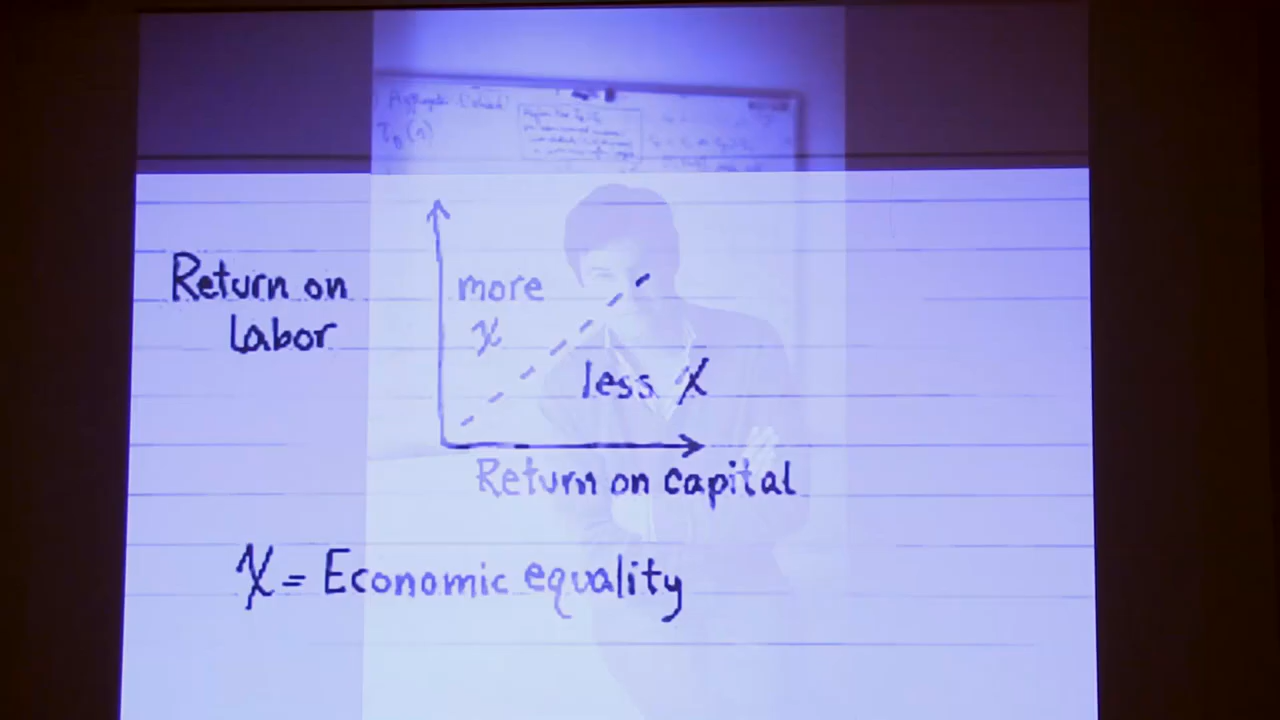 Return on
labor
more
χ
less χ
Return on capital
χ = Economic equality